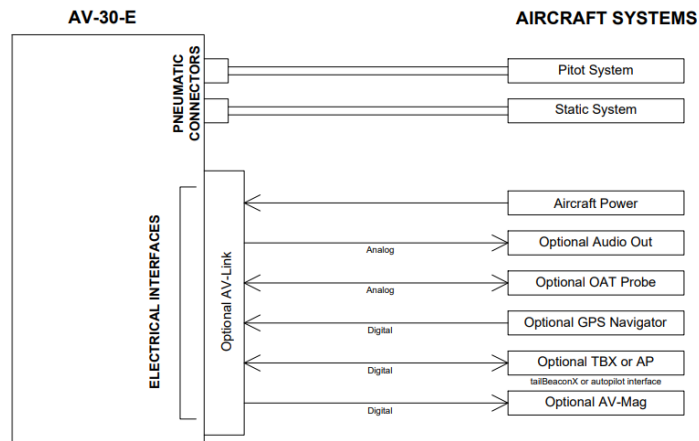 AV-30-E
AIRCRAFT SYSTEMS
PNEUMATIC
CONNECTORS
Pitot System
Static System
ELECTRICAL INTERFACES
Optional AV-Link
Aircraft Power
Analog
Optional Audio Out
Analog
Optional OAT Probe
Digital
Optional GPS Navigator
Digital
Optional TBX or AP
tailBeaconX or autopilot interface
Digital
Optional AV-Mag